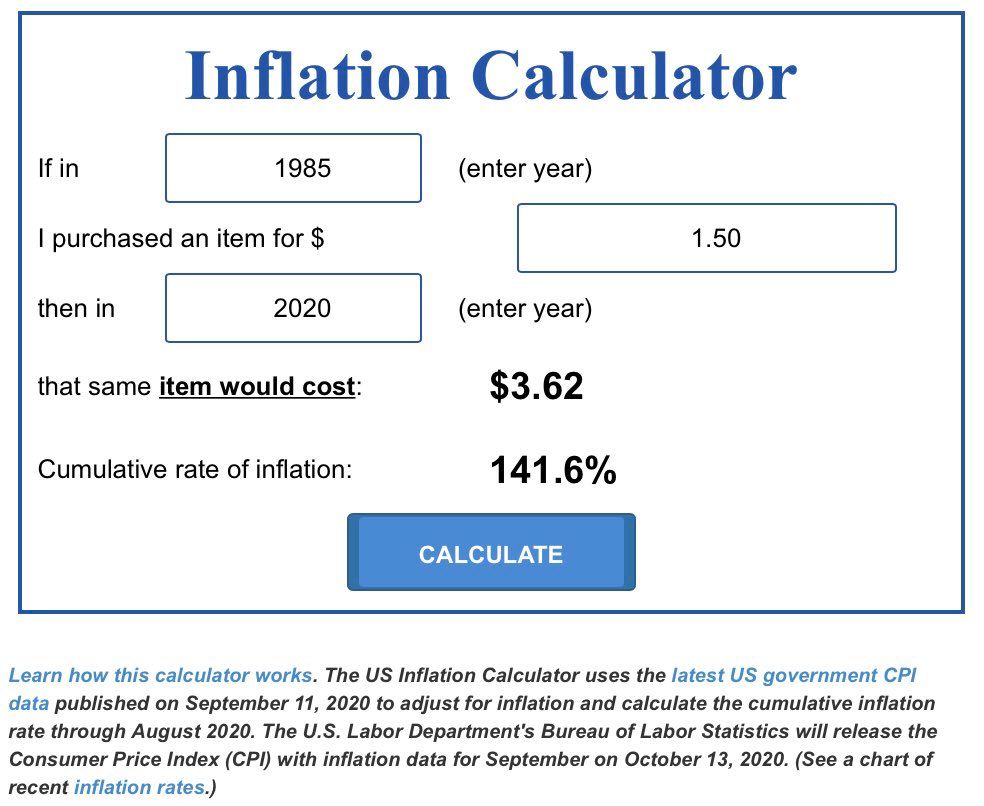 Inflation Calculator
If in 1985 (enter year)
I purchased an item for $ 1.50
then in 2020 (enter year)
that same item would cost: $3.62
Cumulative rate of inflation: 141.6%
CALCULATE
Learn how this calculator works. The US Inflation Calculator uses the latest US government CPI
data published on September 11, 2020 to adjust for inflation and calculate the cumulative inflation
rate through August 2020. The U.S. Labor Department's Bureau of Labor Statistics will release the
Consumer Price Index (CPI) with inflation data for September on October 13, 2020. (See a chart of
recent inflation rates.)